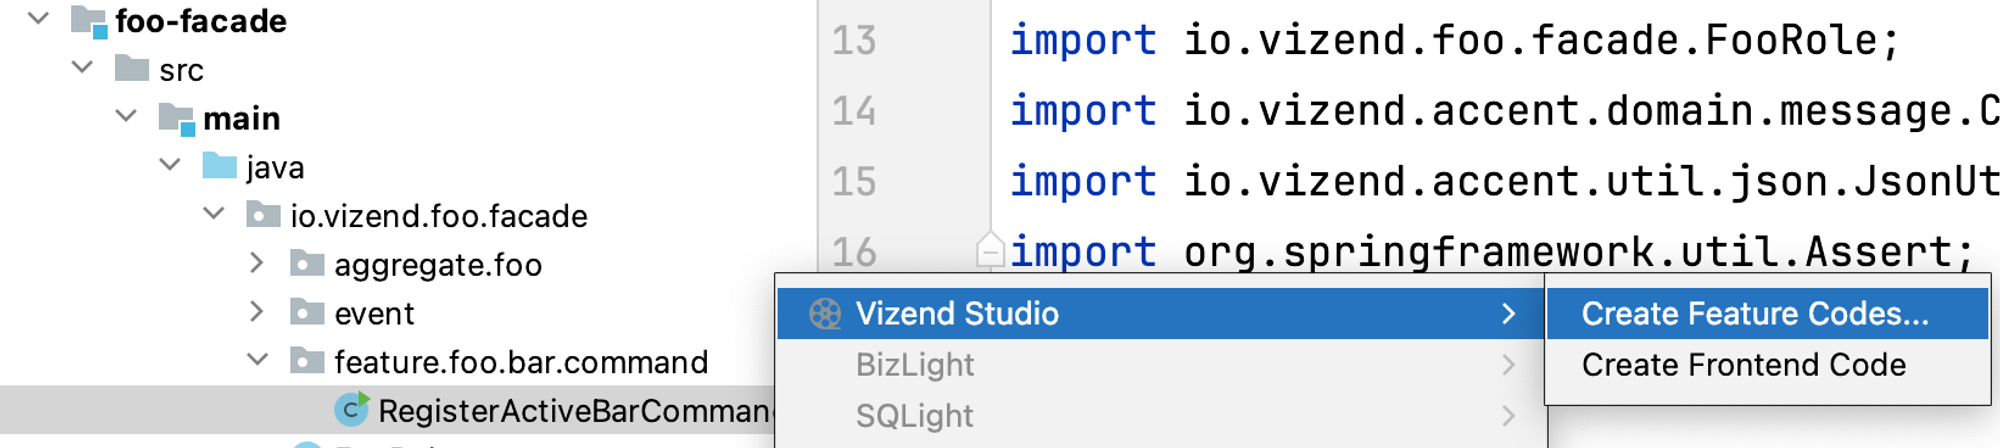 foo-facade
src
main
java
io.vizend.foo.facade
aggregate.foo
event
feature.foo.bar.command
RegisterActiveBarComman
13 import io.vizend.foo.facade.FooRole;
14 import io.vizend.accent.domain.message.C
15 import io.vizend.accent.util.json.JsonUt
16 import org.springframework.util.Assert;
Vizend Studio
BizLight
SQLight
Create Feature Codes...
Create Frontend Code